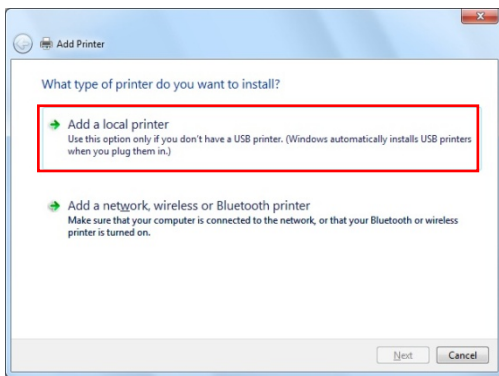 Add Printer
What type of printer do you want to install?
Add a local printer
Use this option only if you don't have a USB printer. (Windows automatically installs USB printers
when you plug them in.)
Add a network, wireless or Bluetooth printer
Make sure that your computer is connected to the network, or that your Bluetooth or wireless
printer is turned on.
Next Cancel